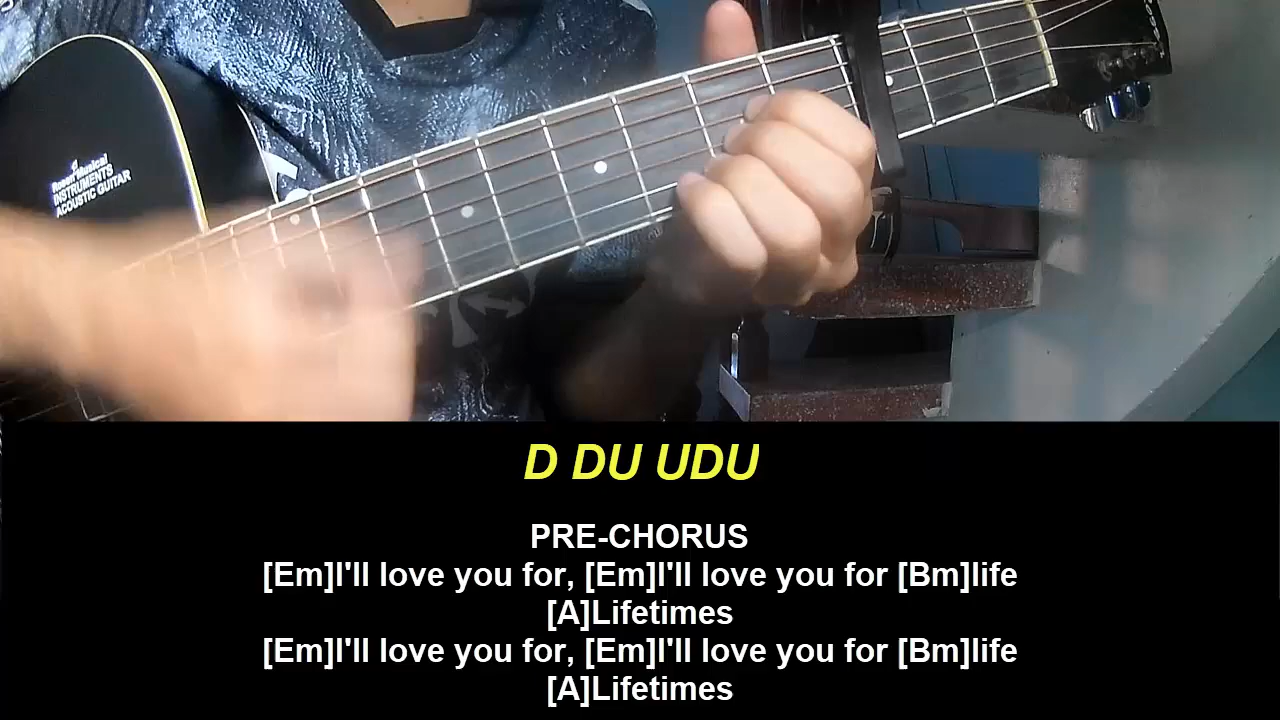 Musical
INSTRUMENTS
ACOUSTIC GUITAR
D DU UDU
PRE-CHORUS
[Em]I'll love you for, [Em]I'll love you for [Bm]life
[A]Lifetimes
[Em]I'll love you for, [Em]I'll love you for [Bm]life
[A]Lifetimes